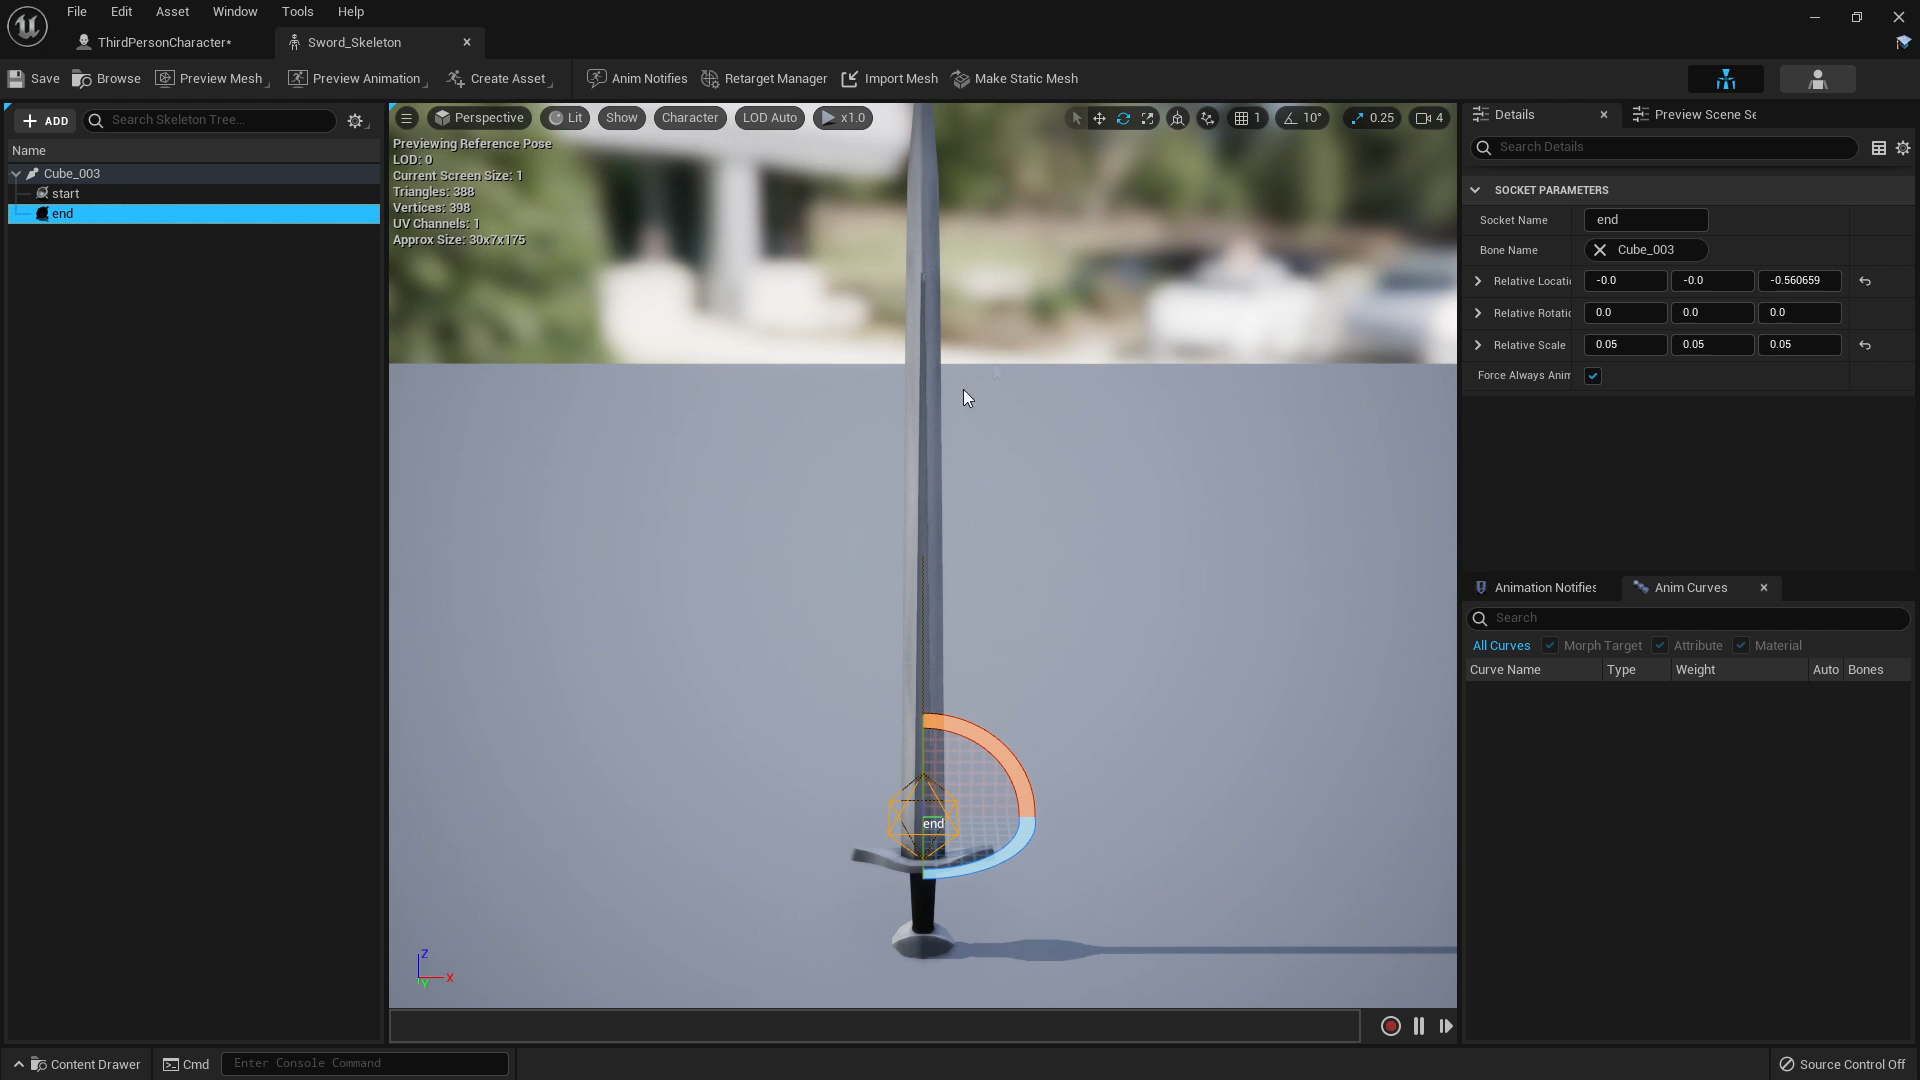 File Edit Asset Window Tools Help
ThirdPersonCharacter*
Sword_Skeleton
Save Browse Preview Mesh Preview Animation Create Asset Anim Notifies Retarget Manager Import Mesh Make Static Mesh
ADD Search Skeleton Tree...
Name
Cube_003
start
end
Perspective Lit Show Character LOD Auto x1.0 1 10° 0.25 4
Previewing Reference Pose
LOD: 0
Current Screen Size: 1
Triangles: 388
Vertices: 398
UV Channels: 1
Approx Size: 30x7x175
end
Z
X
Y
Details
Preview Scene Se
Search Details
SOCKET PARAMETERS
Socket Name end
Bone Name Cube_003
Relative Locati -0.0 -0.0 -0.560659
Relative Rotatic 0.0 0.0 0.0
Relative Scale 0.05 0.05 0.05
Force Always Anim
Animation Notifies
Anim Curves
Search
All Curves Morph Target Attribute Material
Curve Name Type Weight Auto Bones
Content Drawer Cmd Enter Console Command Source Control Off